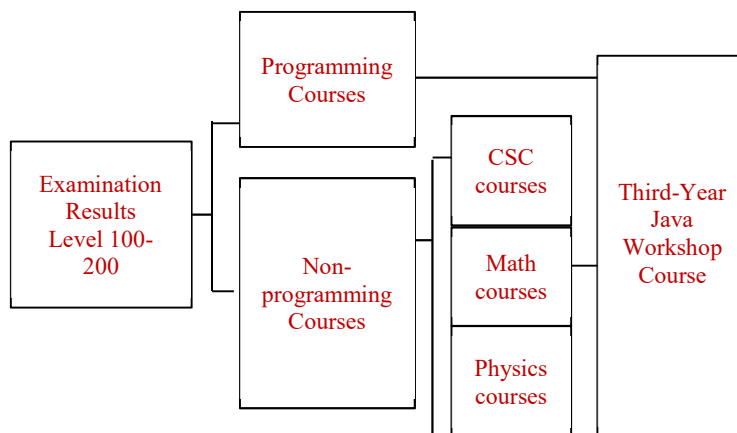 Programming
Courses
Examination
Results
Level 100-
200
Non-
programming
Courses
CSC
courses
Math
courses
Physics
courses
Third-Year
Java
Workshop
Course